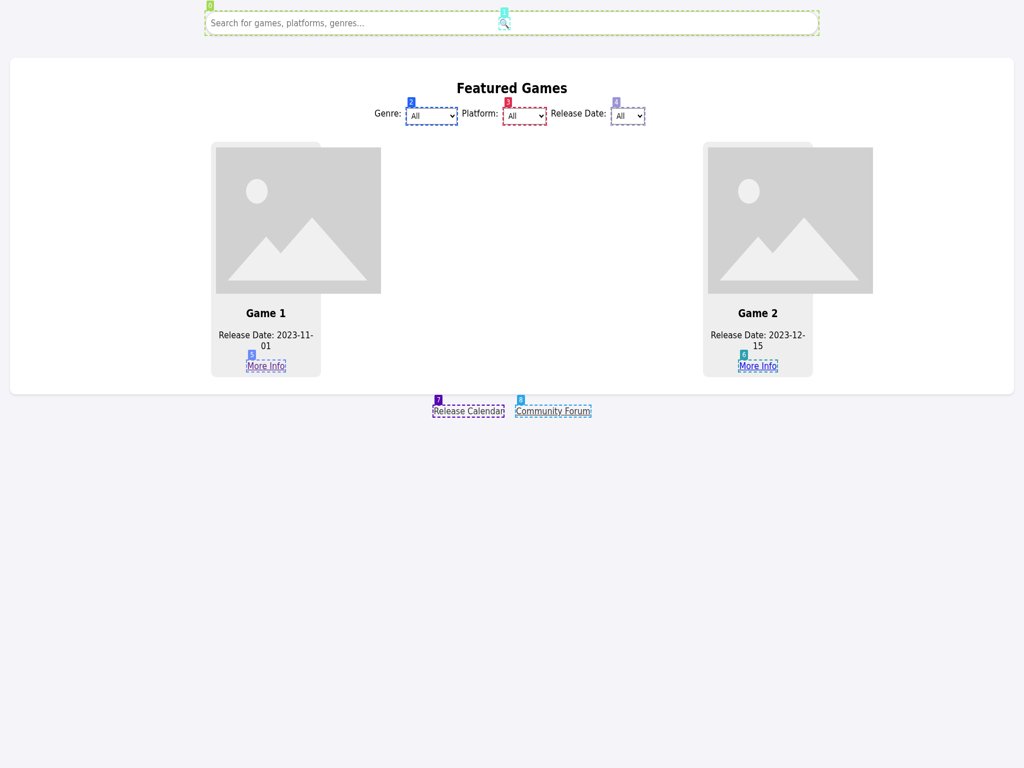 0
1
Search for games, platforms, genres...
🔍
Featured Games
2 3 4
Genre: All Platform: All Release Date: All
Game 1
Release Date: 2023-11-
01
5
More Info
Game 2
Release Date: 2023-12-
15
6
More Info
7 8
Release Calendar Community Forum